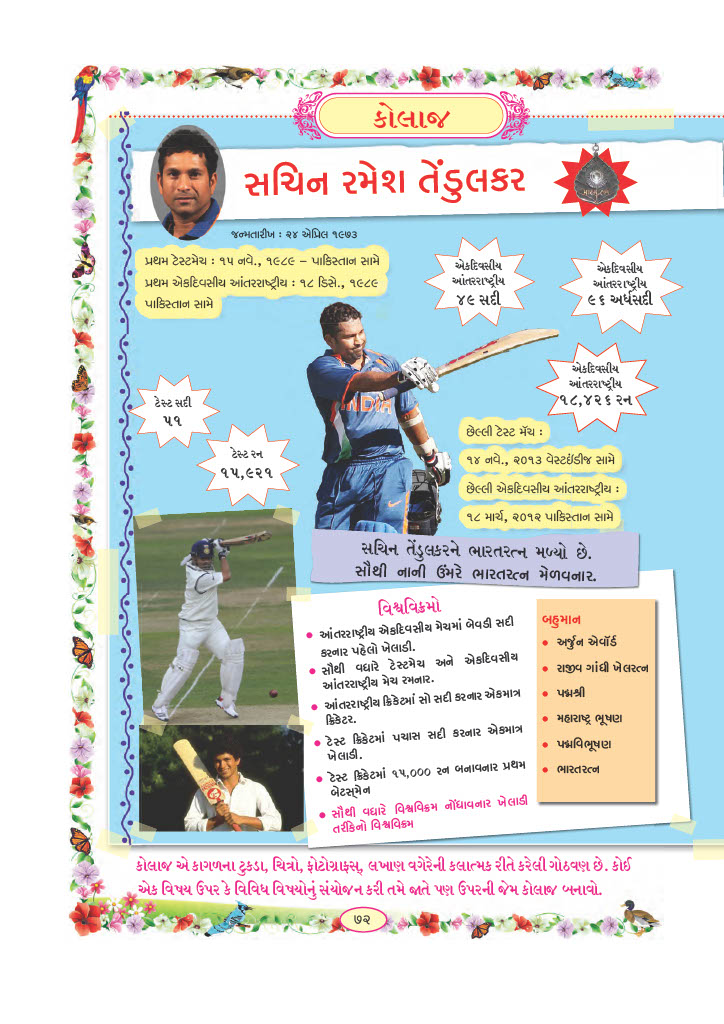 કોલાજ
સચિન રમેશ તેંડુલકર
જન્મતારીખ : ૨૪ એપ્રિલ ૧૯૭૩
પ્રથમ ટેસ્ટમેચ : ૧૫ નવે., ૧૯૮૯ – પાકિસ્તાન સામે
પ્રથમ એકદિવસીય આંતરરાષ્ટ્રીય : ૧૮ ડિસે., ૧૯૮૯
પાકિસ્તાન સામે
એકદિવસીય
આંતરરાષ્ટ્રીય
૪૯ સદી
એકદિવસીય
આંતરરાષ્ટ્રીય
૯૬ અર્ધસદી
એકદિવસીય
આંતરરાષ્ટ્રીય
૧૮,૪૨૬ રન
ટેસ્ટ સદી
૫૧
ટેસ્ટ રન
૧૫,૯૨૧
INDIA
છેલ્લી ટેસ્ટ મૅચ :
૧૪ નવે., ૨૦૧૩ વેસ્ટઈંડીજ સામે
છેલ્લી એકદિવસીય આંતરરાષ્ટ્રીય :
૧૮ માર્ચ, ૨૦૧૨ પાકિસ્તાન સામે
સચિન તેંડુલકરને ભારતરત્ન મળ્યો છે.
સૌથી નાની ઉંમરે ભારતરત્ન મેળવનાર.
વિશ્વવિક્રમો
● આંતરરાષ્ટ્રીય એકદિવસીય મેચમાં બેવડી સદી
કરનાર પહેલો ખેલાડી.
● સૌથી વધારે ટેસ્ટમેચ અને એકદિવસીય
આંતરરાષ્ટ્રીય મેચ રમનાર.
● આંતરરાષ્ટ્રીય ક્રિકેટમાં સો સદી કરનાર એકમાત્ર
ક્રિકેટર.
● ટેસ્ટ ક્રિકેટમાં પચાસ સદી કરનાર એકમાત્ર
ખેલાડી.
● ટેસ્ટ ક્રિકેટમાં ૧૫,૦૦૦ રન બનાવનાર પ્રથમ
બેટ્સ્મેન
● સૌથી વધારે વિશ્વવિક્રમ નોંધાવનાર ખેલાડી
તરીકેનો વિશ્વવિક્રમ
બહુમાન
● અર્જુન એવૉર્ડ
● રાજીવ ગાંધી ખેલરત્ન
● પદ્મશ્રી
● મહારાષ્ટ્ર ભૂષણ
● પદ્મવિભૂષણ
● ભારતરત્ન
કોલાજ એ કાગળના ટુકડા, ચિત્રો, ફોટોગ્રાફસ્, લખાણ વગેરેની કલાત્મક રીતે કરેલી ગોઠવણ છે. કોઈ
એક વિષય ઉપર કે વિવિધ વિષયોનું સંયોજન કરી તમે જાતે પણ ઉપરની જેમ કોલાજ બનાવો.
૭૨